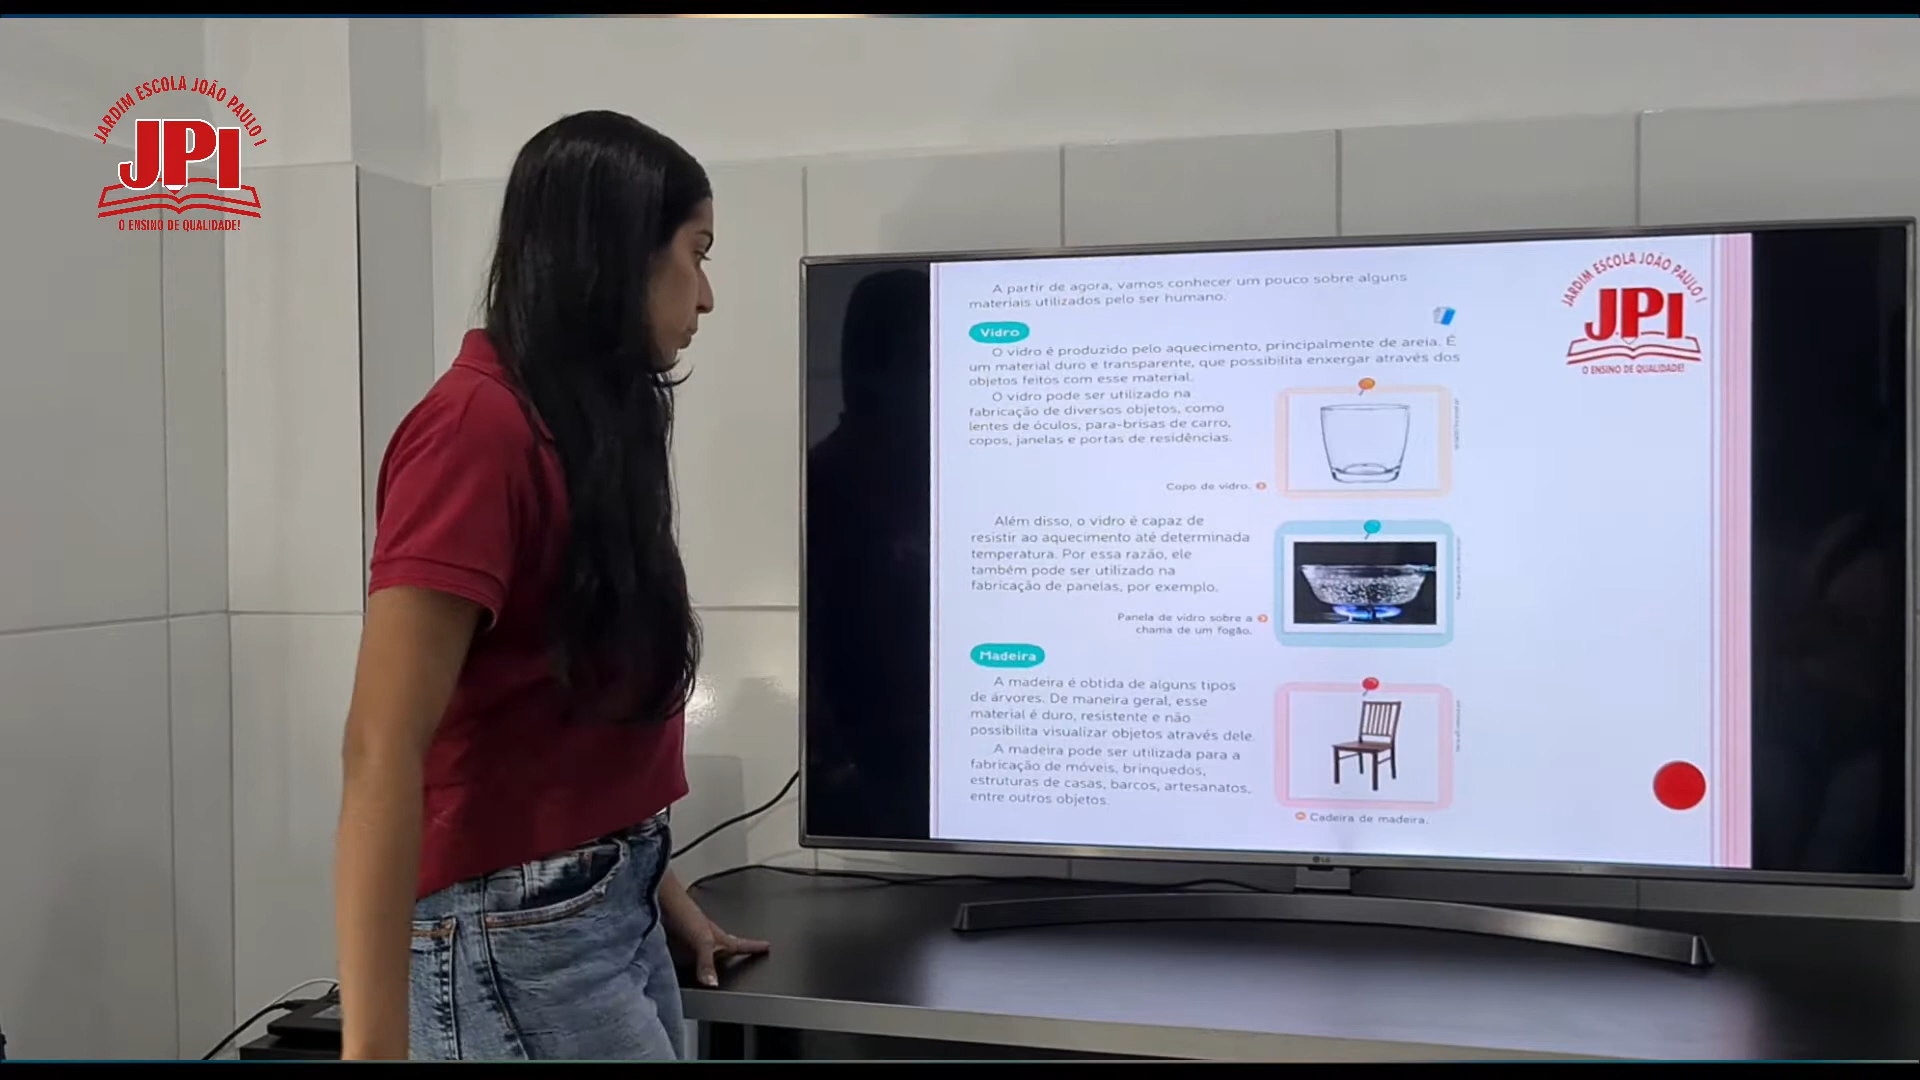 JARDIM ESCOLA JOÃO PAULO I
JPI
O ENSINO DE QUALIDADE!
A partir de agora, vamos conhecer um pouco sobre alguns
materiais utilizados pelo ser humano.
Vidro
O vidro é produzido pelo aquecimento, principalmente de areia. É
um material duro e transparente, que possibilita enxergar através dos
objetos feitos com esse material.
O vidro pode ser utilizado na
fabricação de diversos objetos, como
lentes de óculos, para-brisas de carro,
copos, janelas e portas de residências.
Copo de vidro.
Além disso, o vidro é capaz de
resistir ao aquecimento até determinada
temperatura. Por essa razão, ele
também pode ser utilizado na
fabricação de panelas, por exemplo.
Panela de vidro sobre a
chama de um fogão.
Madeira
A madeira é obtida de alguns tipos
de árvores. De maneira geral, esse
material é duro, resistente e não
possibilita visualizar objetos através dele.
A madeira pode ser utilizada para a
fabricação de móveis, brinquedos,
estruturas de casas, barcos, artesanatos,
entre outros objetos.
Cadeira de madeira.
JARDIM ESCOLA JOÃO PAULO I
JPI
O ENSINO DE QUALIDADE!
LG